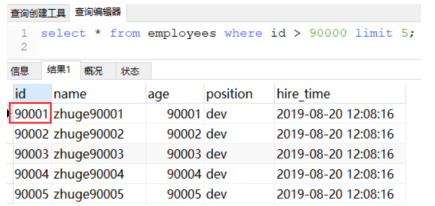 查询创建工具 查询编辑器
1 select * from employees where id > 90000 limit 5;
2
信息 结果1 概况 状态
id name age position hire_time
90001 zhuge90001 90001 dev 2019-08-20 12:08:16
90002 zhuge90002 90002 dev 2019-08-20 12:08:16
90003 zhuge90003 90003 dev 2019-08-20 12:08:16
90004 zhuge90004 90004 dev 2019-08-20 12:08:16
90005 zhuge90005 90005 dev 2019-08-20 12:08:16